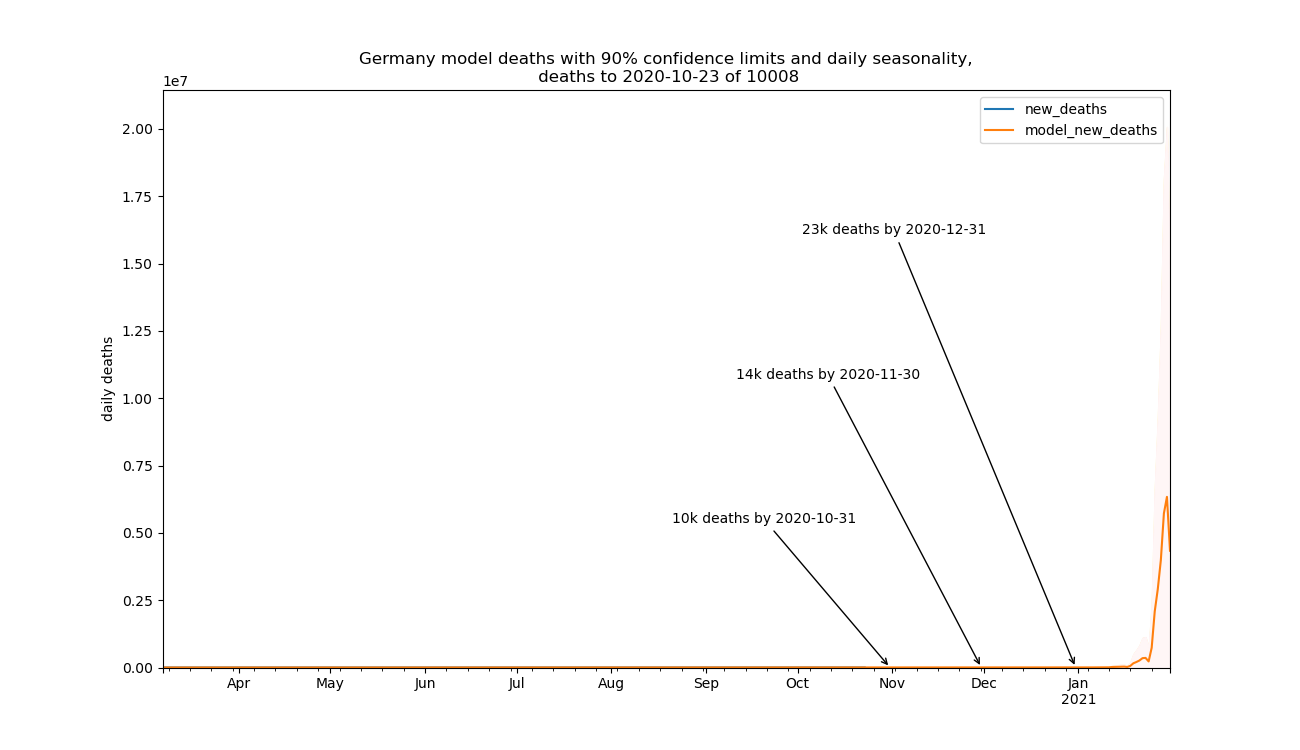 Germany model deaths with 90% confidence limits and daily seasonality,
deaths to 2020-10-23 of 10008
1e7
new_deaths
model_new_deaths
2.00
1.75
1.50
1.25
1.00
0.75
0.50
0.25
0.00
daily deaths
23k deaths by 2020-12-31
14k deaths by 2020-11-30
10k deaths by 2020-10-31
Apr May Jun Jul Aug Sep Oct Nov Dec Jan
2021